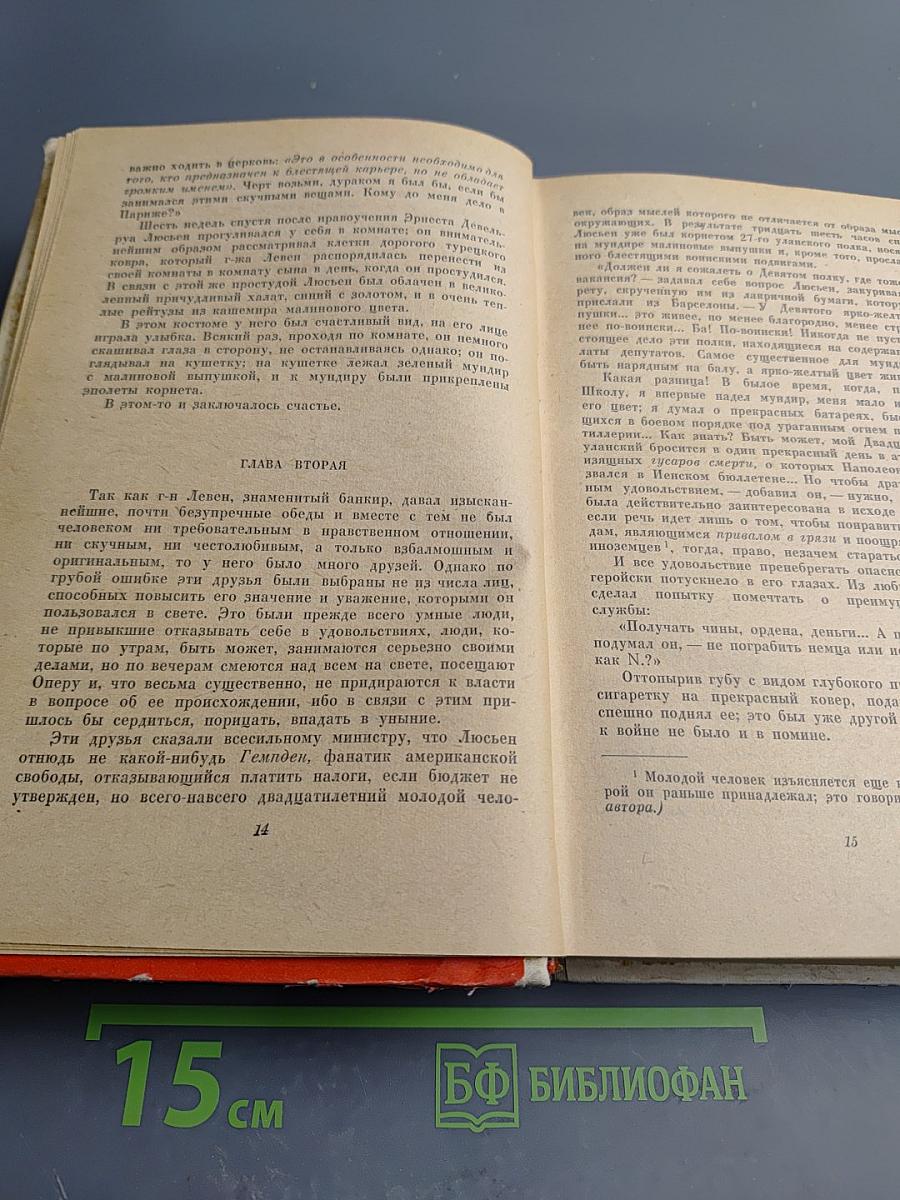 важно ходить в церковь: «Это в особенности необходимо для
того, кто предназначен к блестящей карьере, но не обладает
громким именем». Черт возьми, дураком я был бы, если бы
занимался этими скучными вещами. Кому до меня дело в
Париже?»
Шесть недель спустя после нравоучения Эрнеста Девель-
руа Люсьен прогуливался у себя в комнате; он вниматель-
нейшим образом рассматривал клетки дорогого турецкого
ковра, который г-жа Левен распорядилась перенести из
своей комнаты в комнату сына в день, когда он простудился.
В связи с этой же простудой Люсьен был облачен в велико-
лепный причудливый халат, синий с золотом, и в очень теп-
лые рейтузы из кашемира малинового цвета.
В этом костюме у него был счастливый вид, на его лице
играла улыбка. Всякий раз, проходя по комнате, он немного
скашивал глаза в сторону, не останавливаясь однако; он по-
глядывал на кушетку; на кушетке лежал зеленый мундир
с малиновой выпушкой, и к мундиру были прикреплены
эполеты корнета.
В этом-то и заключалось счастье.
ГЛАВА ВТОРАЯ
Так как г-н Левен, знаменитый банкир, давал изыскан-
нейшие, почти безупречные обеды и вместе с тем не был
человеком ни требовательным в нравственном отношении,
ни скучным, ни честолюбивым, а только взбалмошным и
оригинальным, то у него было много друзей. Однако по
грубой ошибке эти друзья были выбраны не из числа лиц,
способных повысить его значение и уважение, которыми он
пользовался в свете. Это были прежде всего умные люди,
не привыкшие отказывать себе в удовольствиях, люди, ко-
торые по утрам, быть может, занимаются серьезно своими
делами, но по вечерам смеются над всем на свете, посещают
Оперу и, что весьма существенно, не придираются к власти
в вопросе об ее происхождении, ибо в связи с этим при-
шлось бы сердиться, порицать, впадать в уныние.
Эти друзья сказали всесильному министру, что Люсьен
отнюдь не какой-нибудь Гемпден, фанатик американской
свободы, отказывающийся платить налоги, если бюджет не
утвержден, но всего-навсего двадцатилетний молодой чело-
14
век, образ мыслей которого не отличается от образа
окружающих. В результате тридцать шесть часов
Люсьен уже был корнетом 27-го уланского полка,
на мундире малиновые выпушки и, кроме того,
ного блестящими воинскими подвигами.
«Должен ли я сожалеть о Девятом полку, где
вакансия? — задавал себе вопрос Люсьен,
рету, скрученную им из лакричной бумаги,
прислали из Барселоны. — У Девятого
пушки... это живее, по менее благородно, менее
нее по-воински... Ба! По-воински! Никогда не
стоящее дело эти полки, находящиеся на
латы депутатов. Самое существенное для
быть нарядным на балу, а ярко-желтый цвет
Какая разница! В былое время, когда,
Школу, я впервые надел мундир, меня мало
его цвет; я думал о прекрасных батареях,
щихся в боевом порядке под ураганным огнем
тиллерии... Как знать? Быть может, мой
уланский бросится в один прекрасный день в
изящных гусаров смерти, о которых
звался в Иенском бюллетене... Но чтобы
ным удовольствием, — добавил он, — нужно,
была действительно заинтересована в исходе
если речь идет лишь о том, чтобы
дам, являющимся привалом в грязи и
иноземцев¹, тогда, право, незачем
И все удовольствие пренебрегать
геройски потускнело в его глазах. Из
сделал попытку помечтать о
службы:
«Получать чины, ордена, деньги... А
подумал он, — не пограбить немца или
как N.?»
Оттопырив губу с видом глубокого
сигаретку на прекрасный ковер,
спешно поднял ее; это был уже другой
к войне не было и в помине.
¹ Молодой человек изъясняется еще
рой он раньше принадлежал; это
автора.)
15
15 см
БФ БИБЛИОФАН